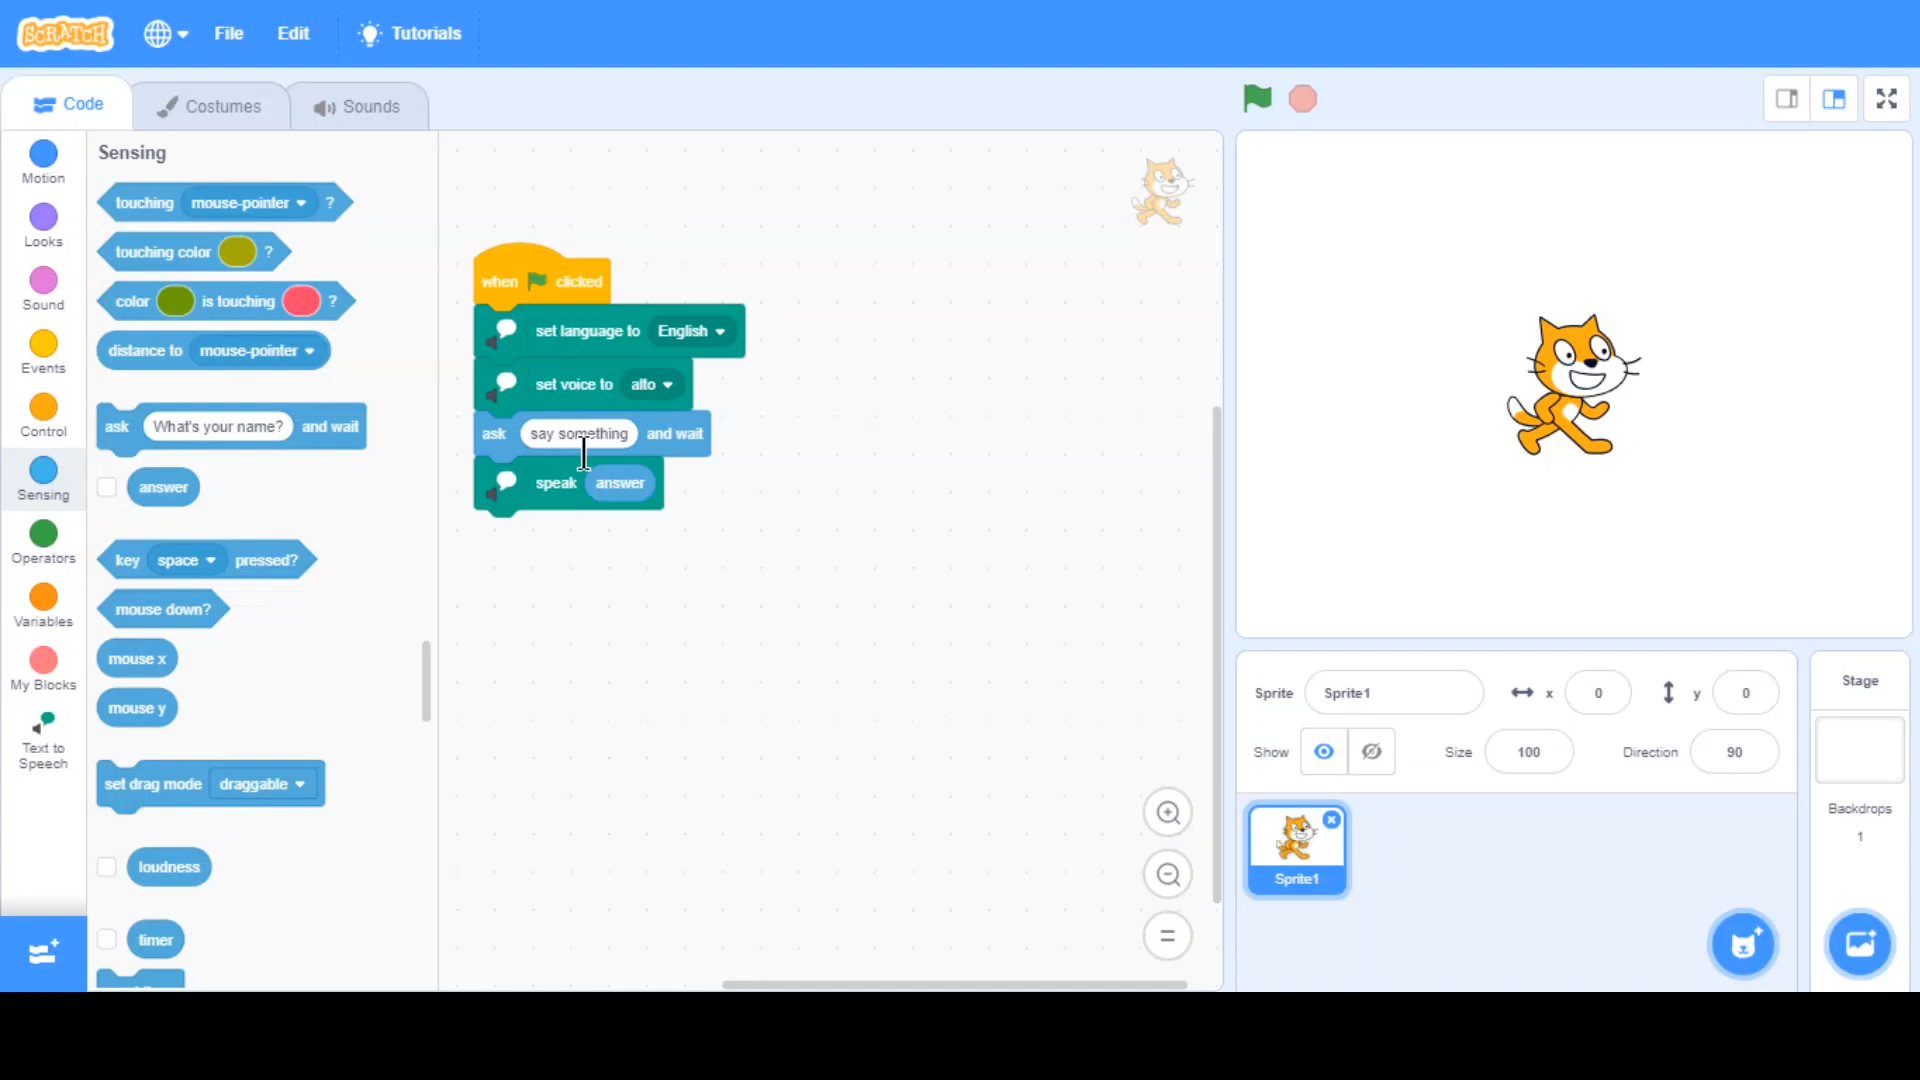 SCRATCH File Edit Tutorials
Code Costumes Sounds
Motion
Looks
Sound
Events
Control
Sensing
Operators
Variables
My Blocks
Text to
Speech
Sensing
touching mouse-pointer ?
touching color ?
color is touching ?
distance to mouse-pointer
ask What's your name? and wait
answer
key space pressed?
mouse down?
mouse x
mouse y
set drag mode draggable
loudness
timer
when clicked
set language to English
set voice to alto
ask say something and wait
speak answer
Sprite Sprite1 x 0 y 0
Show Size 100 Direction 90
Sprite1
Stage
Backdrops
1